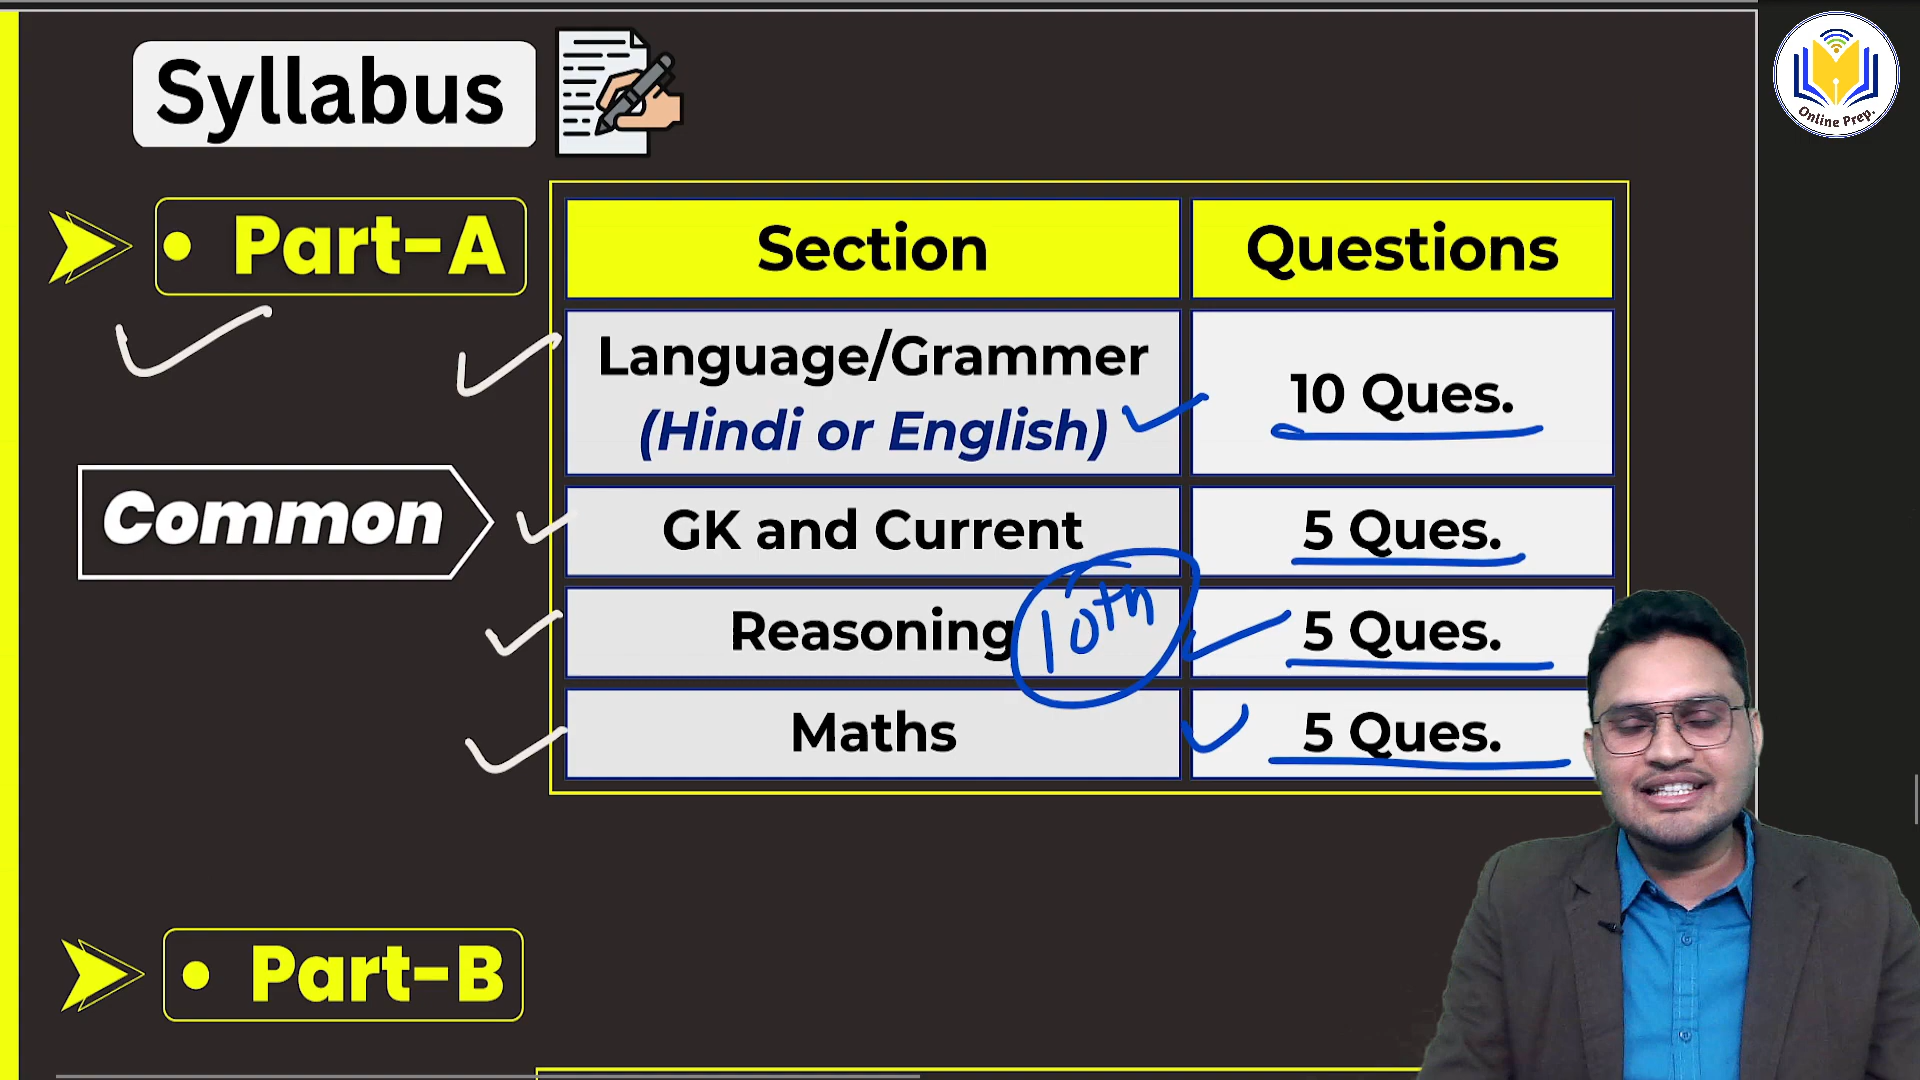 Syllabus
Online Prep.
• Part-A
Section
Questions
Language/Grammer
(Hindi or English)
10 Ques.
Common
GK and Current
5 Ques.
10th
Reasoning
5 Ques.
Maths
5 Ques.
• Part-B